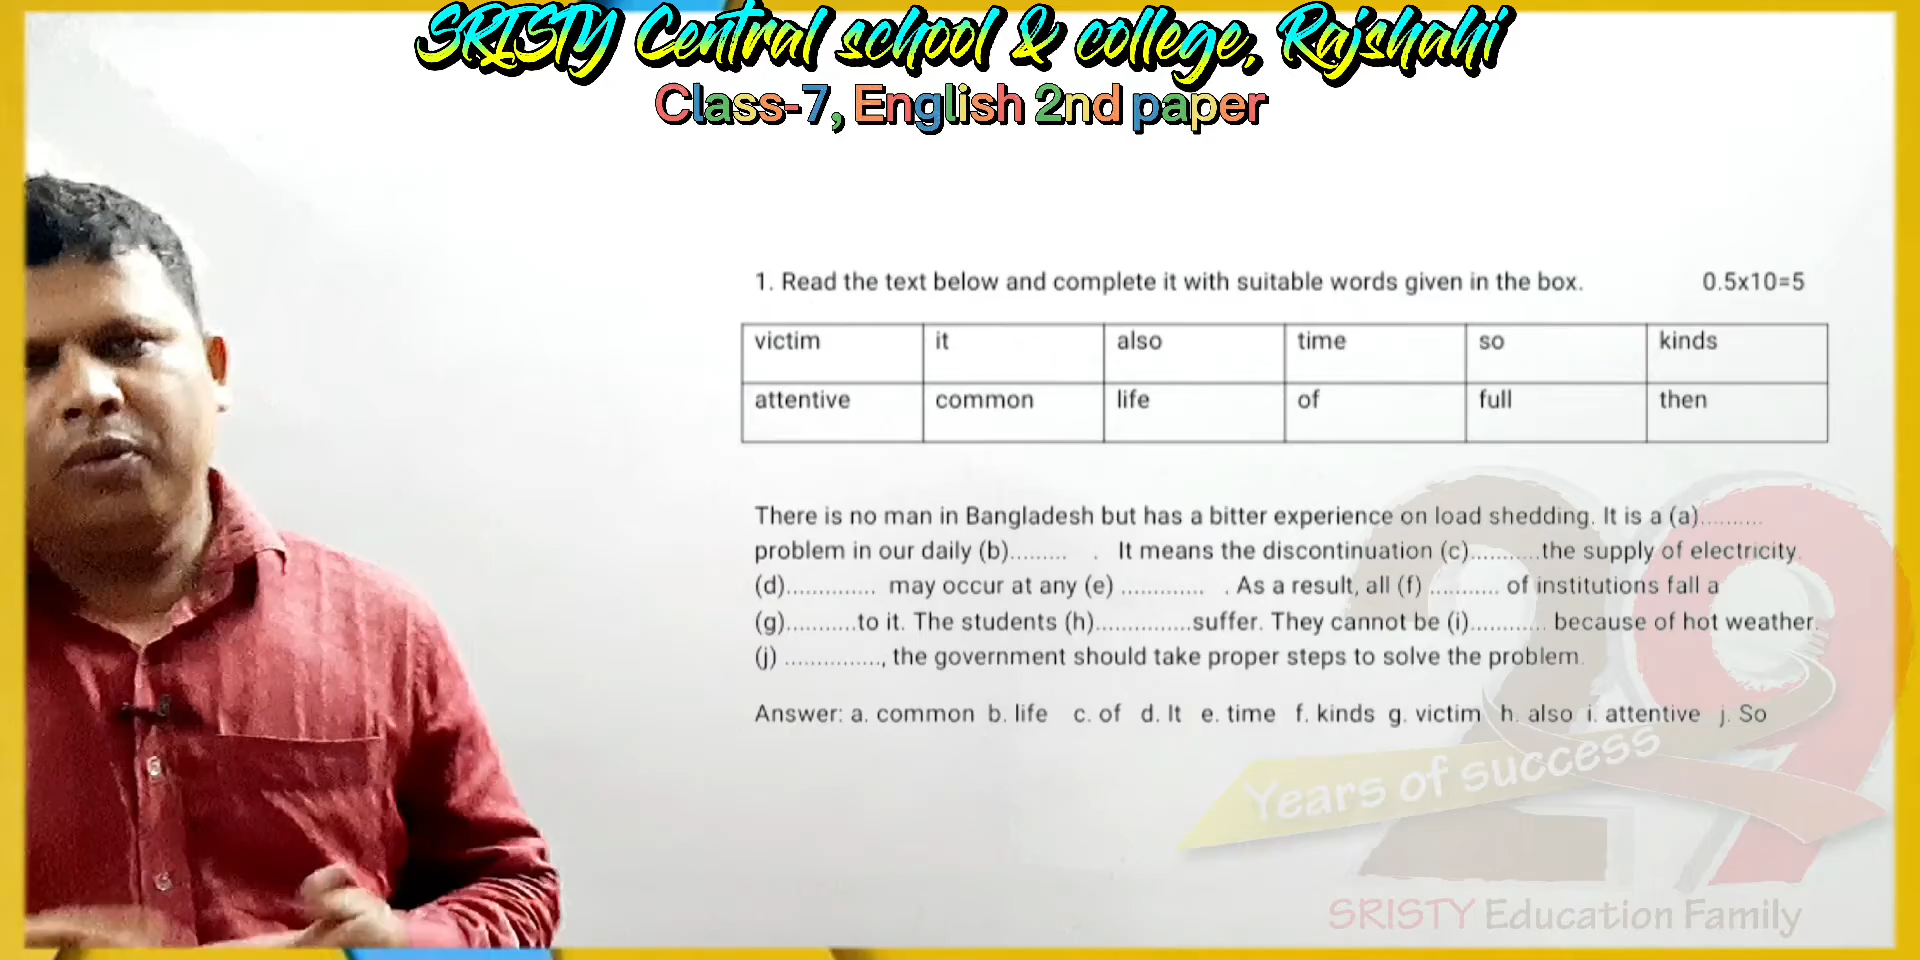 SRISTY Central school & college, Rajshahi
Class-7, English 2nd paper
1. Read the text below and complete it with suitable words given in the box. 0.5x10=5
victim it also time so kinds
attentive common life of full then
There is no man in Bangladesh but has a bitter experience on load shedding. It is a (a)..........
problem in our daily (b)......... . It means the discontinuation (c)...........the supply of electricity.
(d).............. may occur at any (e) ............. . As a result, all (f) ........... of institutions fall a
(g)...........to it. The students (h)...............suffer. They cannot be (i)............ because of hot weather.
(j) ..............., the government should take proper steps to solve the problem.
Answer: a. common b. life c. of d. It e. time f. kinds g. victim h. also i. attentive j. So
29
Years of success
SRISTY Education Family